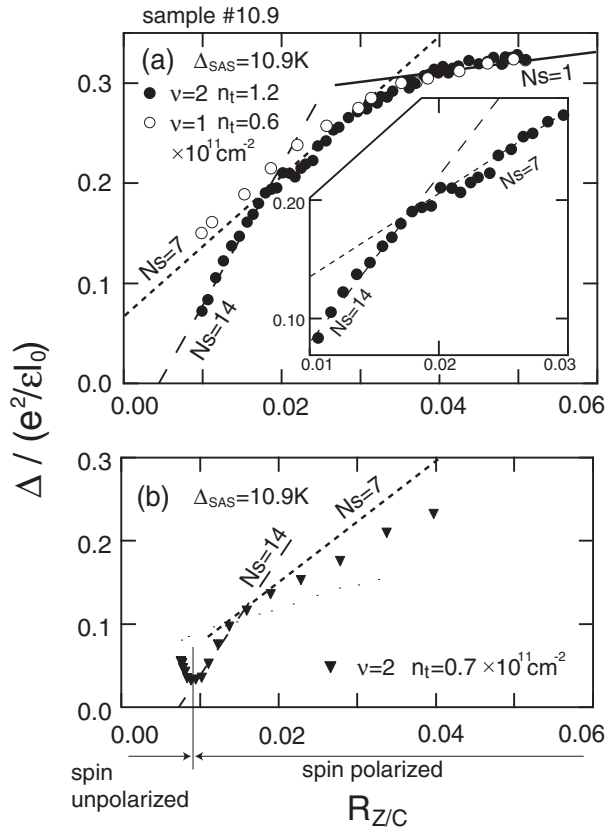 sample #10.9
(a)
Δ_SAS=10.9K
● ν=2 n_t=1.2
○ ν=1 n_t=0.6
×10¹¹cm⁻²
Ns=1
Ns=7
Ns=14
0.3
0.2
0.1
0.0
0.00 0.02 0.04 0.06
0.20
0.10
0.01 0.02 0.03
Ns=7
Ns=14
Δ / (e²/εl₀)
(b)
Δ_SAS=10.9K
Ns=7
Ns=14
▼ ν=2 n_t=0.7 ×10¹¹cm⁻²
0.3
0.2
0.1
0.0
0.00 0.02 0.04 0.06
spin
unpolarized
spin polarized
R_Z/C